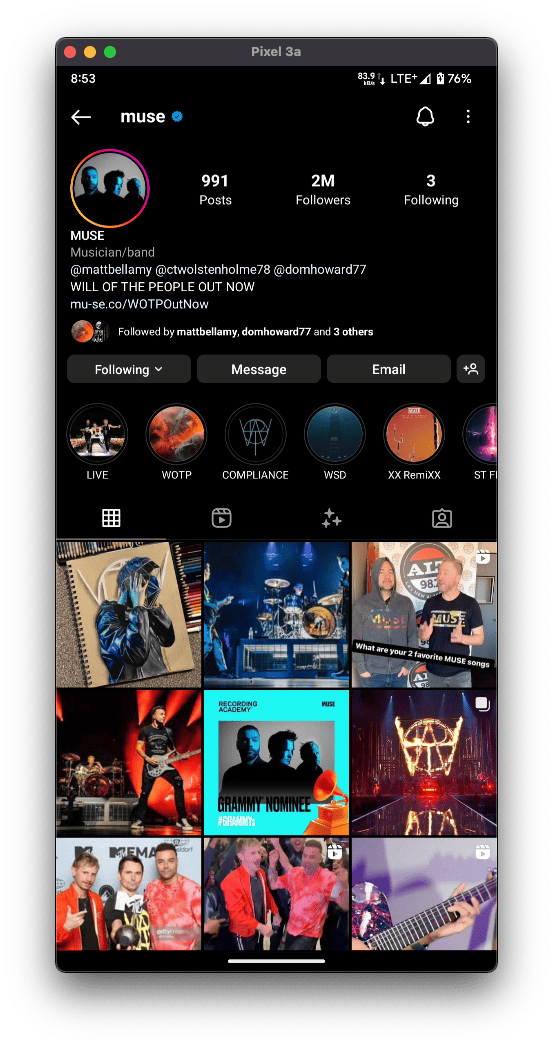 Pixel 3a
8:53
83.9 kB/s LTE+ 76%
muse
991
Posts
2M
Followers
3
Following
MUSE
Musician/band
@mattbellamy @ctwolstenholme78 @domhoward77
WILL OF THE PEOPLE OUT NOW
mu-se.co/WOTPOutNow
Followed by mattbellamy, domhoward77 and 3 others
Following
Message
Email
LIVE
WOTP
COMPLIANCE
WSD
XX RemiXX
ST FI
ALT
98.
MUSE
MUSE
What are your 2 favorite MUSE songs
RECORDING
ACADEMY
MUSE
GRAMMY NOMINEE
#GRAMMYs
MTV EMA